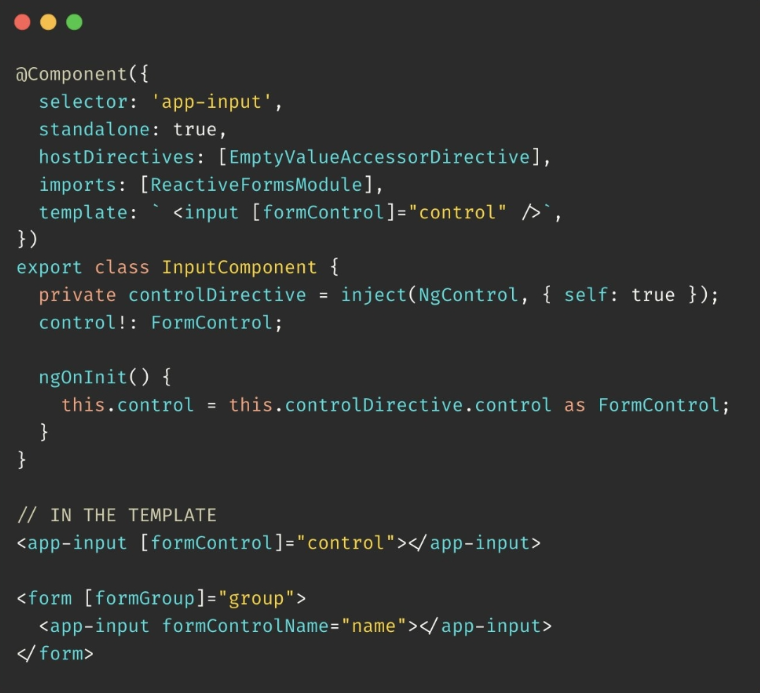 @Component({
  selector: 'app-input',
  standalone: true,
  hostDirectives: [EmptyValueAccessorDirective],
  imports: [ReactiveFormsModule],
  template: ` <input [formControl]="control" />`,
})
export class InputComponent {
  private controlDirective = inject(NgControl, { self: true });
  control!: FormControl;

  ngOnInit() {
    this.control = this.controlDirective.control as FormControl;
  }
}

// IN THE TEMPLATE
<app-input [formControl]="control"></app-input>

<form [formGroup]="group">
  <app-input formControlName="name"></app-input>
</form>